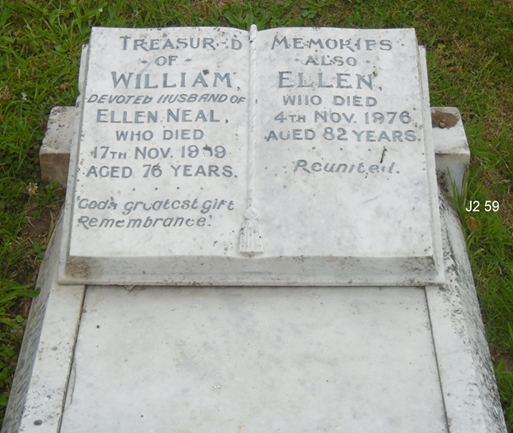 TREASURED
OF
WILLIAM,
DEVOTED HUSBAND OF
ELLEN NEAL,
WHO DIED
17TH NOV.
AGED 76 YEARS.
God's greatest gift
Remembrance.
MEMORIES
ALSO
ELLEN,
WHO DIED
4TH NOV. 1976
AGED 82 YEARS.
Reunited.
J2 59